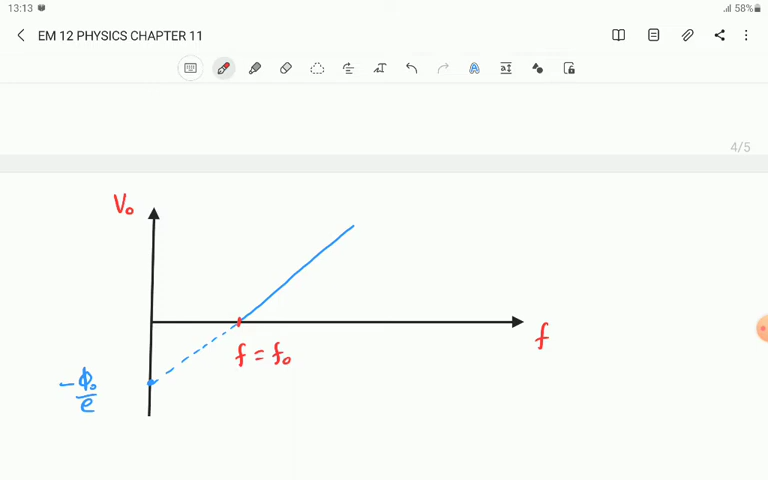 13:13
58%
EM 12 PHYSICS CHAPTER 11
4/5
V₀
f
f = f₀
-ϕ₀/e